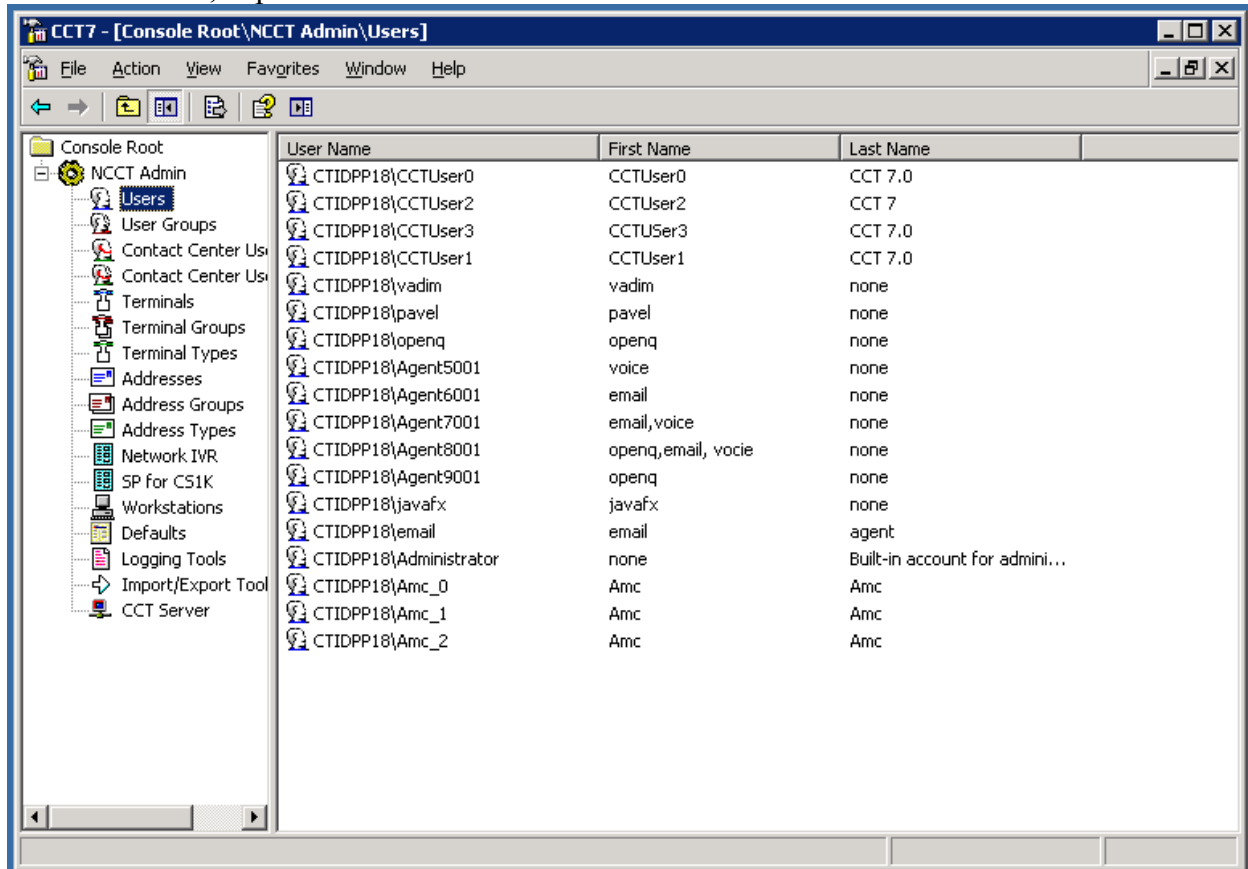 CCT7 - [Console Root\NCCT Admin\Users]
File Action View Favorites Window Help
Console Root
NCCT Admin
Users
User Groups
Contact Center Us
Contact Center Us
Terminals
Terminal Groups
Terminal Types
Addresses
Address Groups
Address Types
Network IVR
SP for CS1K
Workstations
Defaults
Logging Tools
Import/Export Tool
CCT Server
User Name First Name Last Name
CTIDPP18\CCTUser0 CCTUser0 CCT 7.0
CTIDPP18\CCTUser2 CCTUser2 CCT 7
CTIDPP18\CCTUser3 CCTUSer3 CCT 7.0
CTIDPP18\CCTUser1 CCTUser1 CCT 7.0
CTIDPP18\vadim vadim none
CTIDPP18\pavel pavel none
CTIDPP18\openq openq none
CTIDPP18\Agent5001 voice none
CTIDPP18\Agent6001 email none
CTIDPP18\Agent7001 email,voice none
CTIDPP18\Agent8001 openq,email, vocie none
CTIDPP18\Agent9001 openq none
CTIDPP18\javafx javafx none
CTIDPP18\email email agent
CTIDPP18\Administrator none Built-in account for admini...
CTIDPP18\Amc_0 Amc Amc
CTIDPP18\Amc_1 Amc Amc
CTIDPP18\Amc_2 Amc Amc